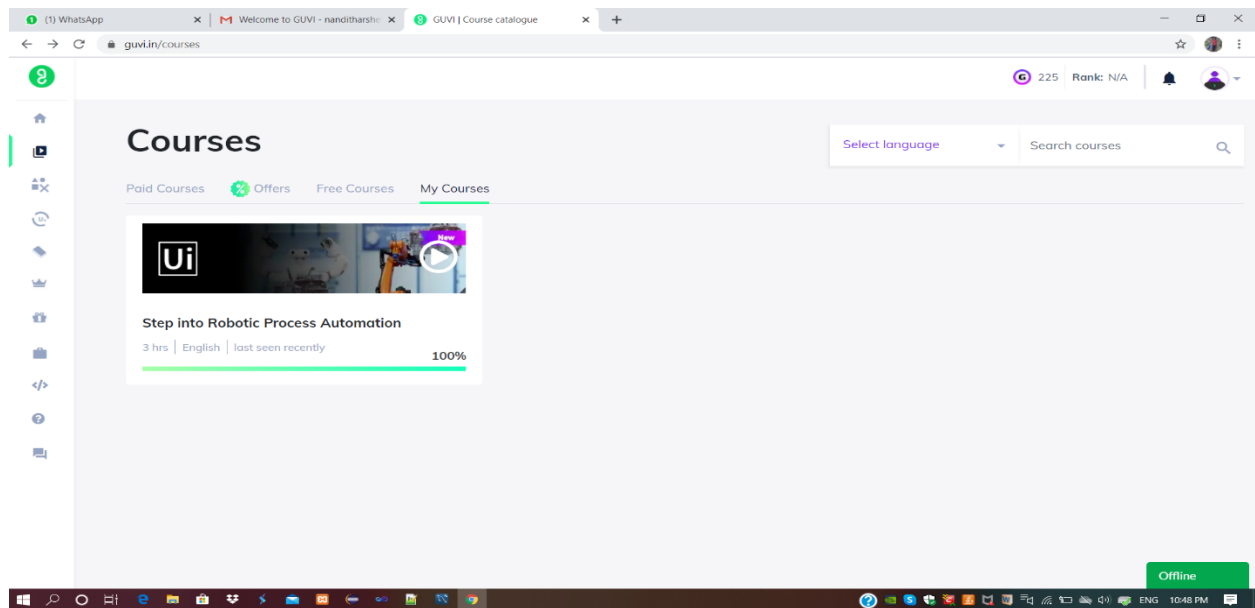 (1) WhatsApp
Welcome to GUVI - nanditharshe
GUVI | Course catalogue
guvi.in/courses
G 225 Rank: N/A
Courses
Select language
Search courses
Paid Courses
% Offers
Free Courses
My Courses
Ui
New
Step into Robotic Process Automation
3 hrs | English | last seen recently
100%
Offline
ENG 10:48 PM